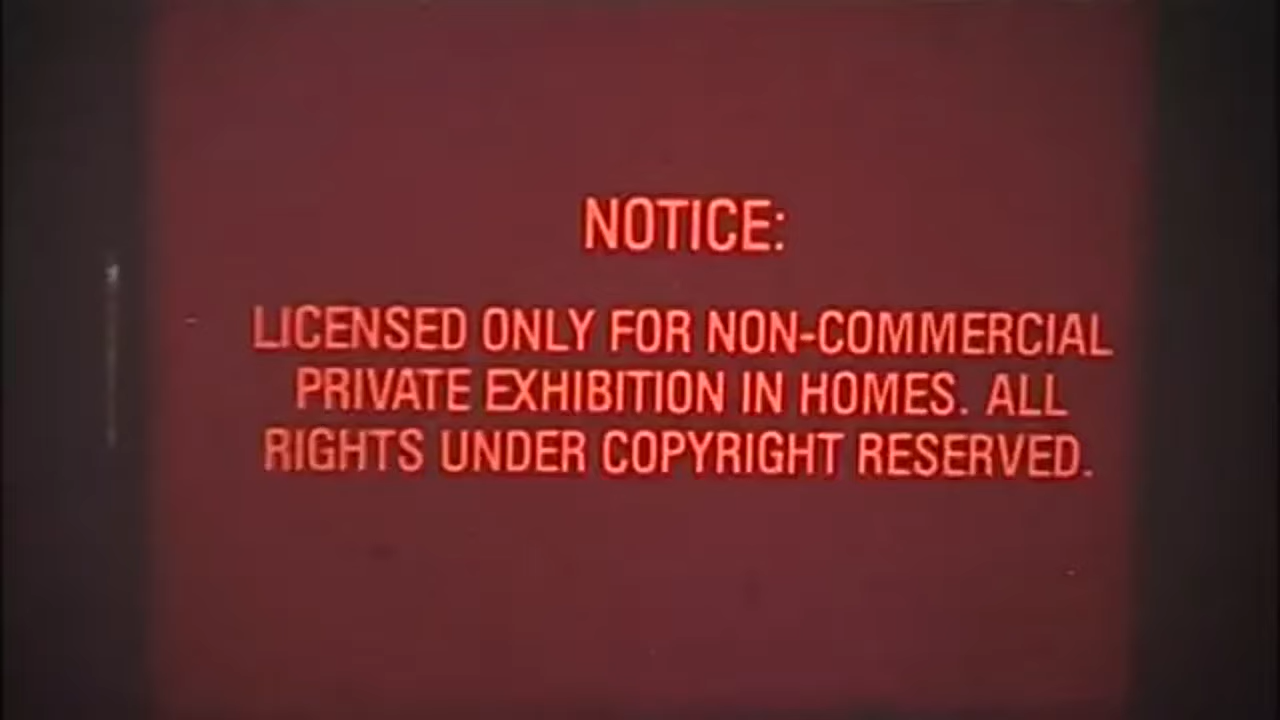 NOTICE:
LICENSED ONLY FOR NON-COMMERCIAL
PRIVATE EXHIBITION IN HOMES. ALL
RIGHTS UNDER COPYRIGHT RESERVED.